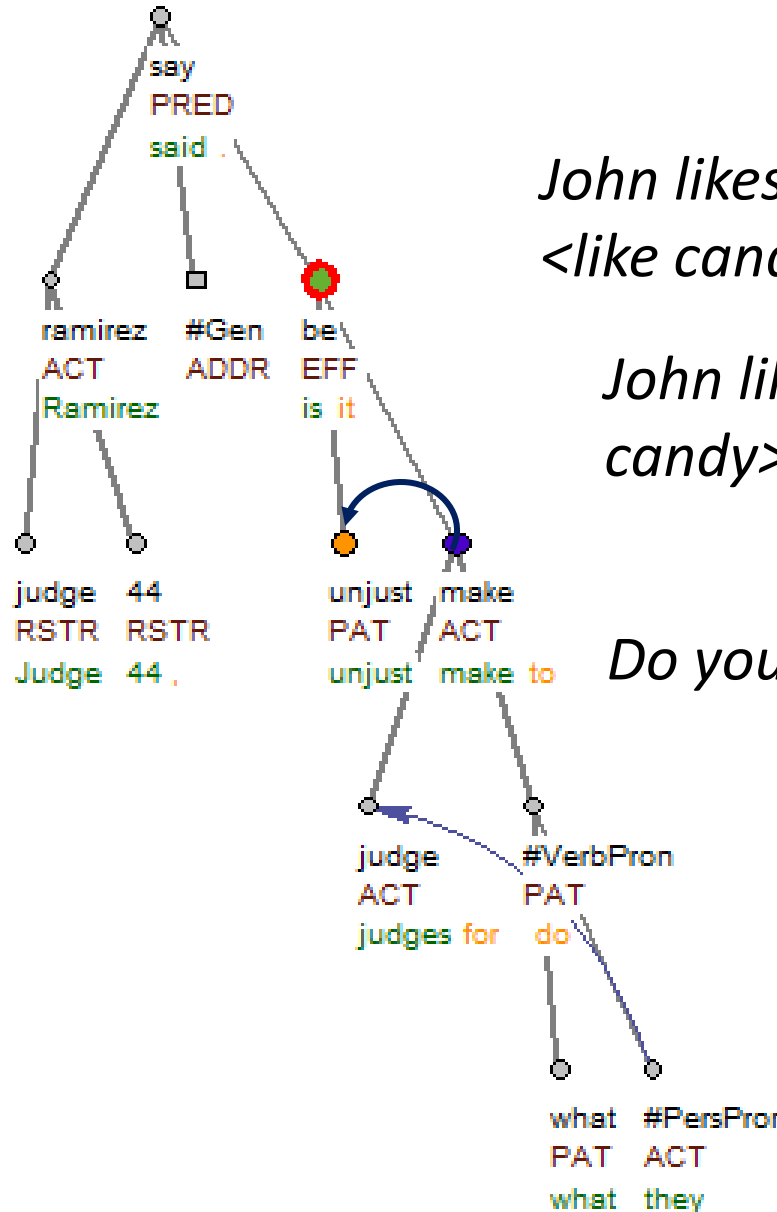 say
PRED
said .
John likes
<like
ramirez #Gen be
ACT ADDR EFF
Ramirez is it
John
candy>
judge 44 unjust make
RSTR RSTR PAT ACT
Judge 44 , unjust make to
Do you
judge #VerbPron
ACT PAT
judges for do
what #PersPron
PAT ACT
what they